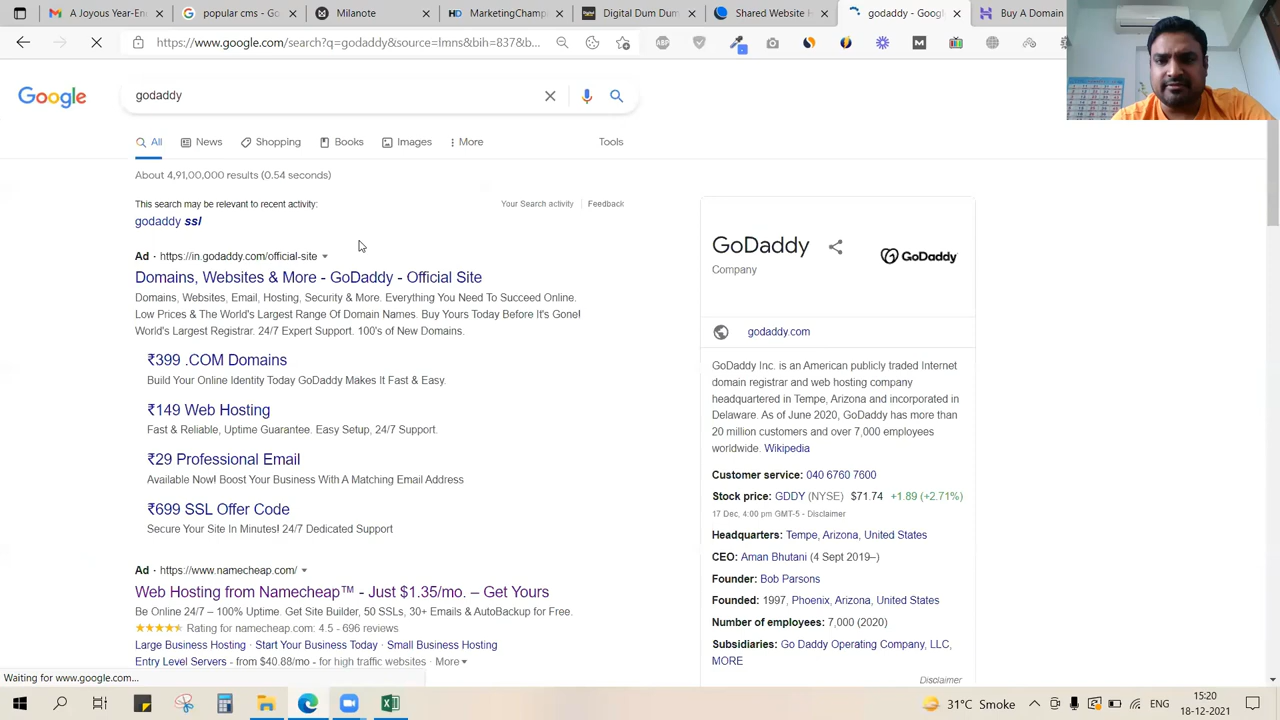 A journey - amarsinh
popular gym - Go
Milanote
HD MarketingYouser
Digital Dum Dum
Website Hosting
godaddy - Google
Buy A Domain
https://www.google.com/search?q=godaddy&source=lmns&bih=837&b...
Google
godaddy
All
News
Shopping
Books
Images
More
Tools
About 4,91,00,000 results (0.54 seconds)
This search may be relevant to recent activity:
Your Search activity
Feedback
godaddy ssl
Ad · https://in.godaddy.com/official-site
Domains, Websites & More - GoDaddy - Official Site
Domains, Websites, Email, Hosting, Security & More. Everything You Need To Succeed Online.
Low Prices & The World's Largest Range Of Domain Names. Buy Yours Today Before It's Gone!
World's Largest Registrar. 24/7 Expert Support. 100's of New Domains.
₹399 .COM Domains
Build Your Online Identity Today GoDaddy Makes It Fast & Easy.
₹149 Web Hosting
Fast & Reliable, Uptime Guarantee. Easy Setup, 24/7 Support.
₹29 Professional Email
Available Now! Boost Your Business With A Matching Email Address
₹699 SSL Offer Code
Secure Your Site In Minutes! 24/7 Dedicated Support
Ad · https://www.namecheap.com/
Web Hosting from Namecheap™ - Just $1.35/mo. – Get Yours
Be Online 24/7 – 100% Uptime. Get Site Builder, 50 SSLs, 30+ Emails & AutoBackup for Free.
Rating for namecheap.com: 4.5 - 696 reviews
Large Business Hosting · Start Your Business Today · Small Business Hosting
Entry Level Servers - from $40.88/mo - for high traffic websites · More
GoDaddy
Company
GoDaddy
godaddy.com
GoDaddy Inc. is an American publicly traded Internet
domain registrar and web hosting company
headquartered in Tempe, Arizona and incorporated in
Delaware. As of June 2020, GoDaddy has more than
20 million customers and over 7,000 employees
worldwide. Wikipedia
Customer service: 040 6760 7600
Stock price: GDDY (NYSE) $71.74 +1.89 (+2.71%)
17 Dec, 4:00 pm GMT-5 - Disclaimer
Headquarters: Tempe, Arizona, United States
CEO: Aman Bhutani (4 Sept 2019–)
Founder: Bob Parsons
Founded: 1997, Phoenix, Arizona, United States
Number of employees: 7,000 (2020)
Subsidiaries: Go Daddy Operating Company, LLC,
MORE
Disclaimer
Waiting for www.google.com...
31°C Smoke
ENG
15:20
18-12-2021